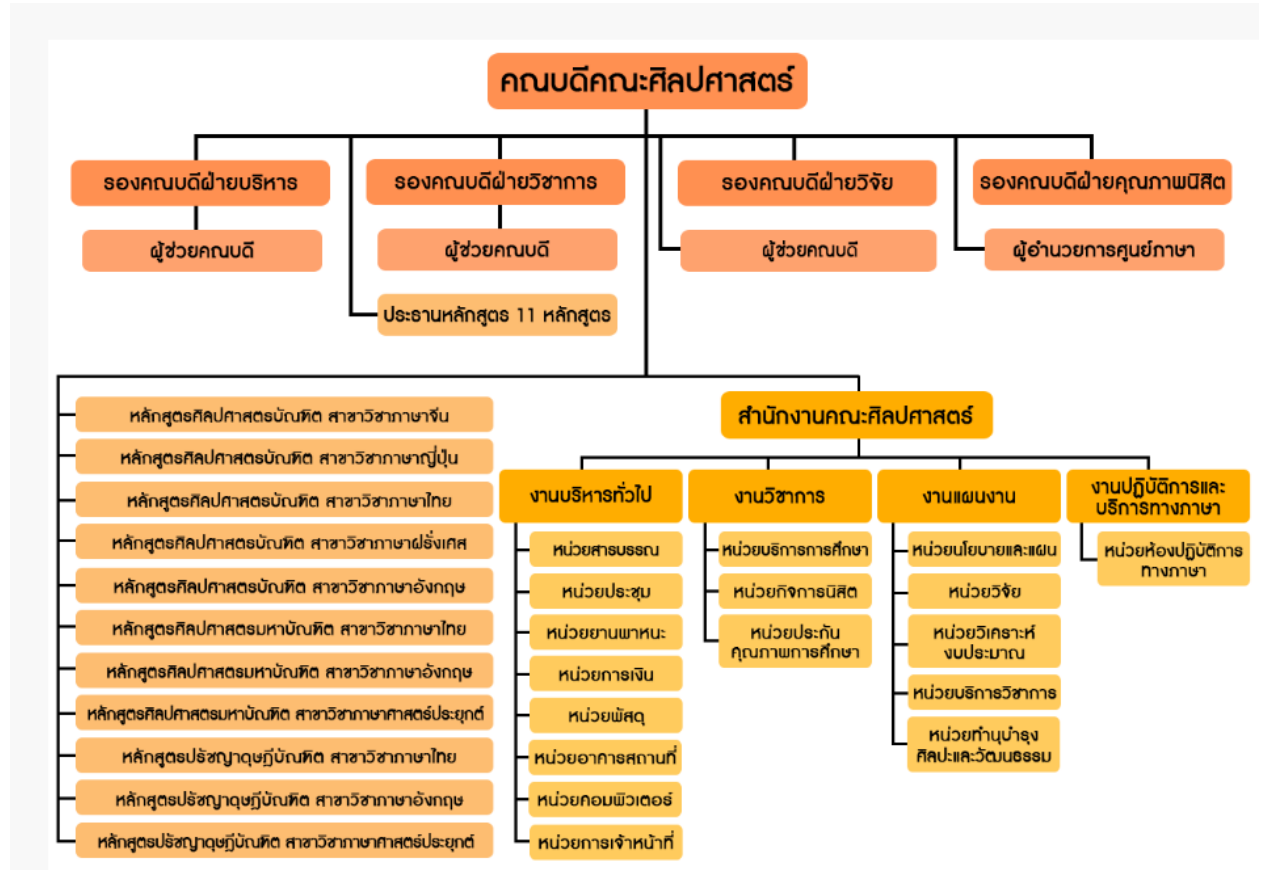 คณบดีคณะศิลปศาสตร์
รองคณบดีฝ่ายบริหาร
รองคณบดีฝ่ายวิชาการ
รองคณบดีฝ่ายวิจัย
รองคณบดีฝ่ายคุณภาพนิสิต
ผู้ช่วยคณบดี
ผู้ช่วยคณบดี
ผู้ช่วยคณบดี
ผู้อำนวยการศูนย์ภาษา
ประธานหลักสูตร 11 หลักสูตร
หลักสูตรศิลปศาสตรบัณฑิต สาขาวิชาภาษาจีน
หลักสูตรศิลปศาสตรบัณฑิต สาขาวิชาภาษาญี่ปุ่น
หลักสูตรศิลปศาสตรบัณฑิต สาขาวิชาภาษาไทย
หลักสูตรศิลปศาสตรบัณฑิต สาขาวิชาภาษาฝรั่งเศส
หลักสูตรศิลปศาสตรบัณฑิต สาขาวิชาภาษาอังกฤษ
หลักสูตรศิลปศาสตรมหาบัณฑิต สาขาวิชาภาษาไทย
หลักสูตรศิลปศาสตรมหาบัณฑิต สาขาวิชาภาษาอังกฤษ
หลักสูตรศิลปศาสตรมหาบัณฑิต สาขาวิชาภาษาศาสตร์ประยุกต์
หลักสูตรปรัชญาดุษฎีบัณฑิต สาขาวิชาภาษาไทย
หลักสูตรปรัชญาดุษฎีบัณฑิต สาขาวิชาภาษาอังกฤษ
หลักสูตรปรัชญาดุษฎีบัณฑิต สาขาวิชาภาษาศาสตร์ประยุกต์
สำนักงานคณะศิลปศาสตร์
งานบริหารทั่วไป
หน่วยสารบรรณ
หน่วยประชุม
หน่วยยานพาหนะ
หน่วยการเงิน
หน่วยพัสดุ
หน่วยอาคารสถานที่
หน่วยคอมพิวเตอร์
หน่วยการเจ้าหน้าที่
งานวิชาการ
หน่วยบริการการศึกษา
หน่วยกิจการนิสิต
หน่วยประกัน
คุณภาพการศึกษา
งานแผนงาน
หน่วยนโยบายและแผน
หน่วยวิจัย
หน่วยวิเคราะห์
งบประมาณ
หน่วยบริการวิชาการ
หน่วยทำนุบำรุง
ศิลปะและวัฒนธรรม
งานปฏิบัติการและ
บริการทางภาษา
หน่วยห้องปฏิบัติการ
ทางภาษา